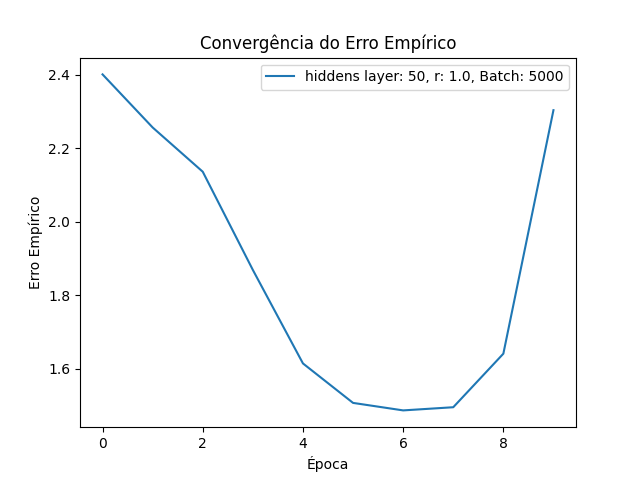 Convergência do Erro Empírico
hiddens layer: 50, r: 1.0, Batch: 5000
Erro Empírico
2.4
2.2
2.0
1.8
1.6
0 2 4 6 8
Época